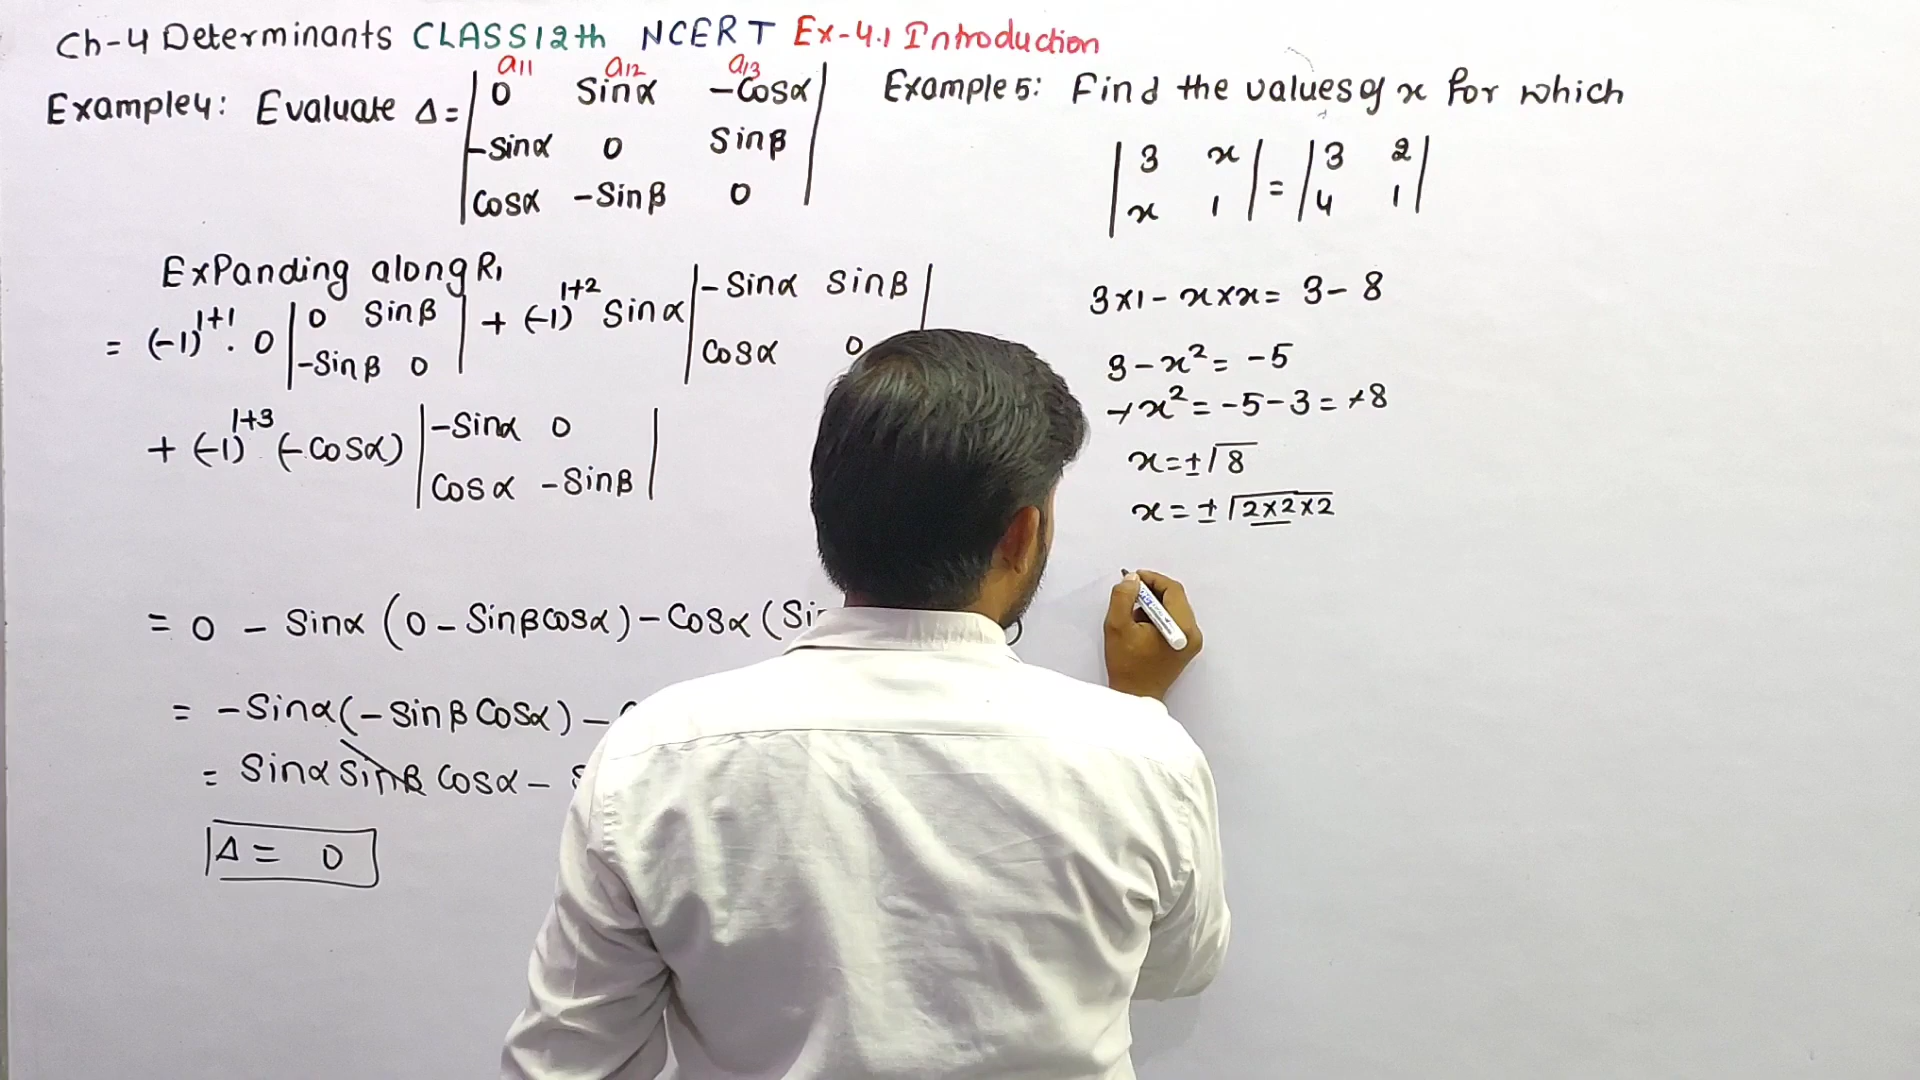 Ch-4 Determinants CLASS12th NCERT Ex-4.1 Introduction
a11 a12 a13
Example4: Evaluate Δ= | 0 Sinα -Cosα |
| -Sinα 0 Sinβ |
| Cosα -Sinβ 0 |
Expanding along R₁
= (-1)¹⁺¹. 0 | 0 Sinβ | + (-1)¹⁺² Sinα | -Sinα Sinβ |
| -Sinβ 0 | | Cosα 0
+ (-1)¹⁺³ (-Cosα) | -Sinα 0 |
| Cosα -Sinβ |
= 0 - Sinα (0 - SinβCosα) - Cosα (
= -Sinα(-SinβCosα) -
= Sinα Sinβ Cosα -
Δ = 0
Example5: Find the values of x for which
| 3 x | = | 3 2 |
| x 1 | | 4 1 |
3×1 - x×x = 3 - 8
3 - x² = -5
-x² = -5-3 = -8
x = ±√8
x = ±√2×2×2